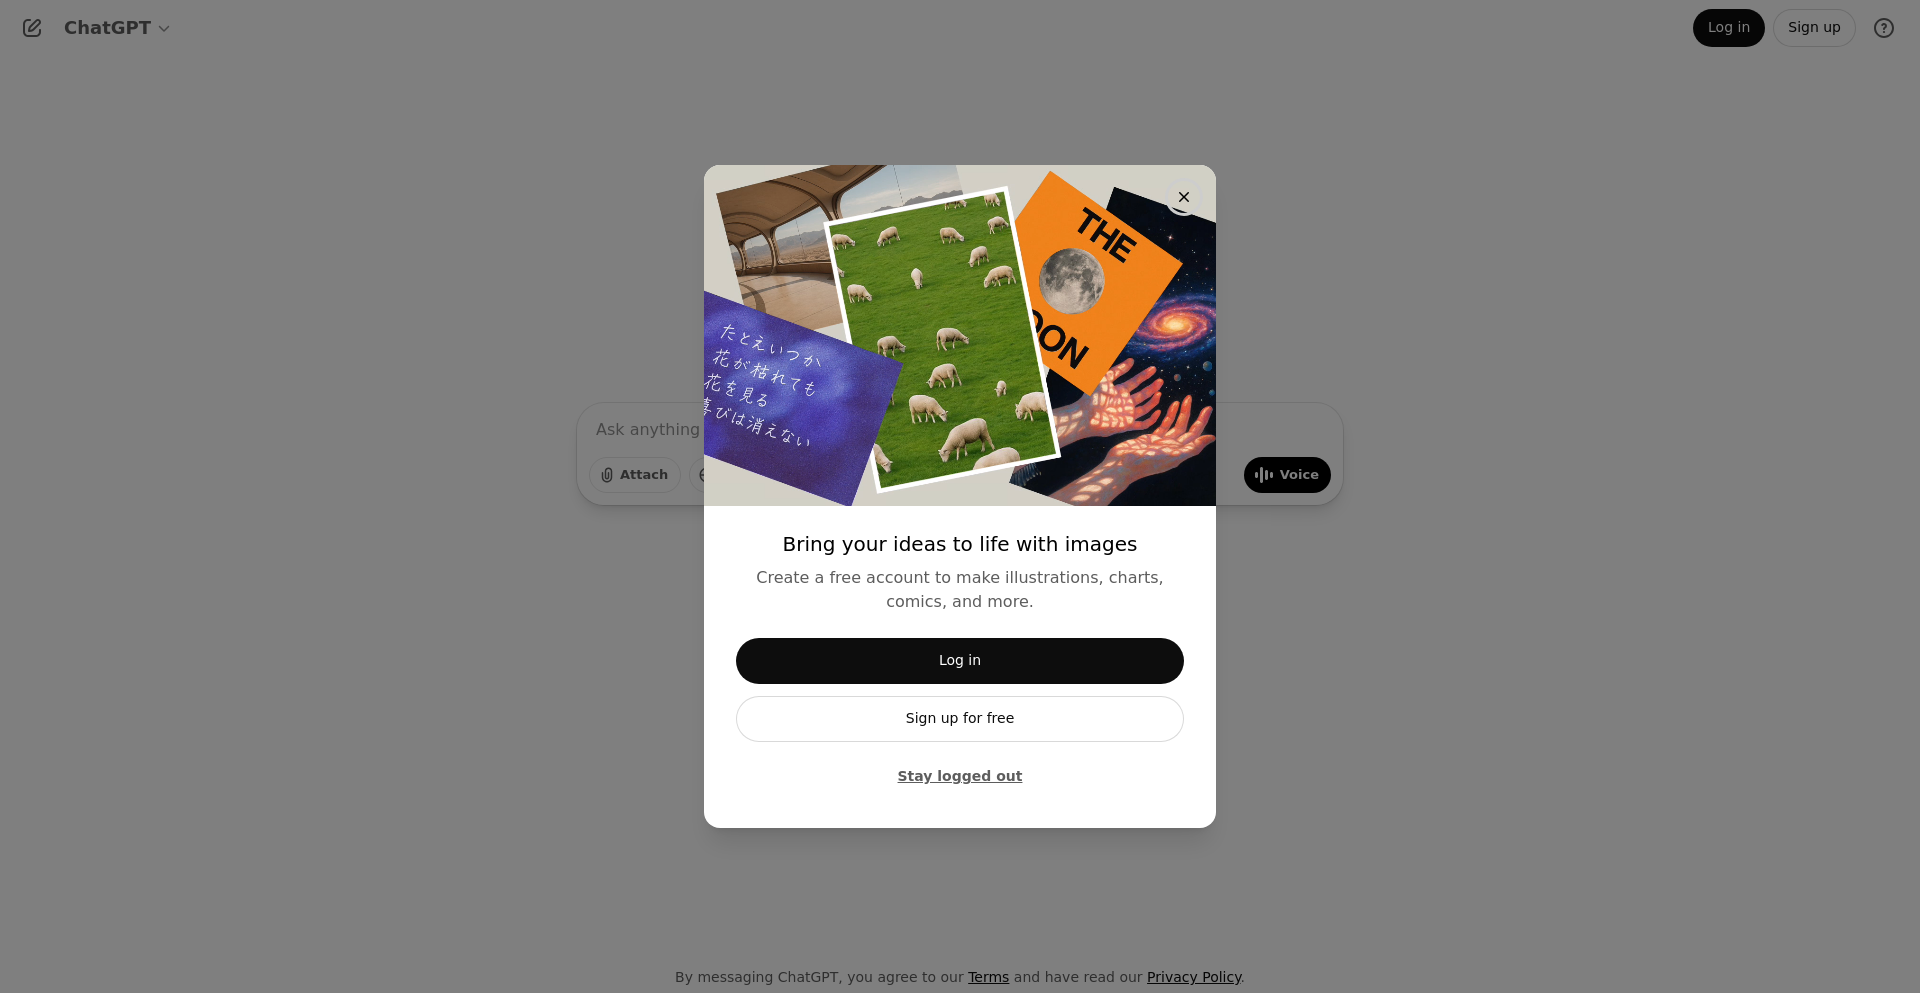 ChatGPT
Log in
Sign up
THE
OON
たとえいつか
花が枯れても
花を見る
喜びは消えない
Ask anything
Attach
Voice
Bring your ideas to life with images
Create a free account to make illustrations, charts,
comics, and more.
Log in
Sign up for free
Stay logged out
By messaging ChatGPT, you agree to our Terms and have read our Privacy Policy.